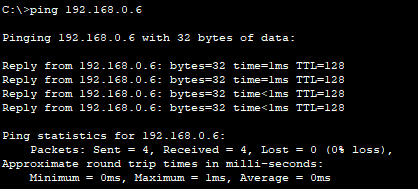 C:\>ping 192.168.0.6
Pinging 192.168.0.6 with 32 bytes of data:
Reply from 192.168.0.6: bytes=32 time=1ms TTL=128
Reply from 192.168.0.6: bytes=32 time=1ms TTL=128
Reply from 192.168.0.6: bytes=32 time<1ms TTL=128
Reply from 192.168.0.6: bytes=32 time<1ms TTL=128
Ping statistics for 192.168.0.6:
Packets: Sent = 4, Received = 4, Lost = 0 (0% loss),
Approximate round trip times in milli-seconds:
Minimum = 0ms, Maximum = 1ms, Average = 0ms